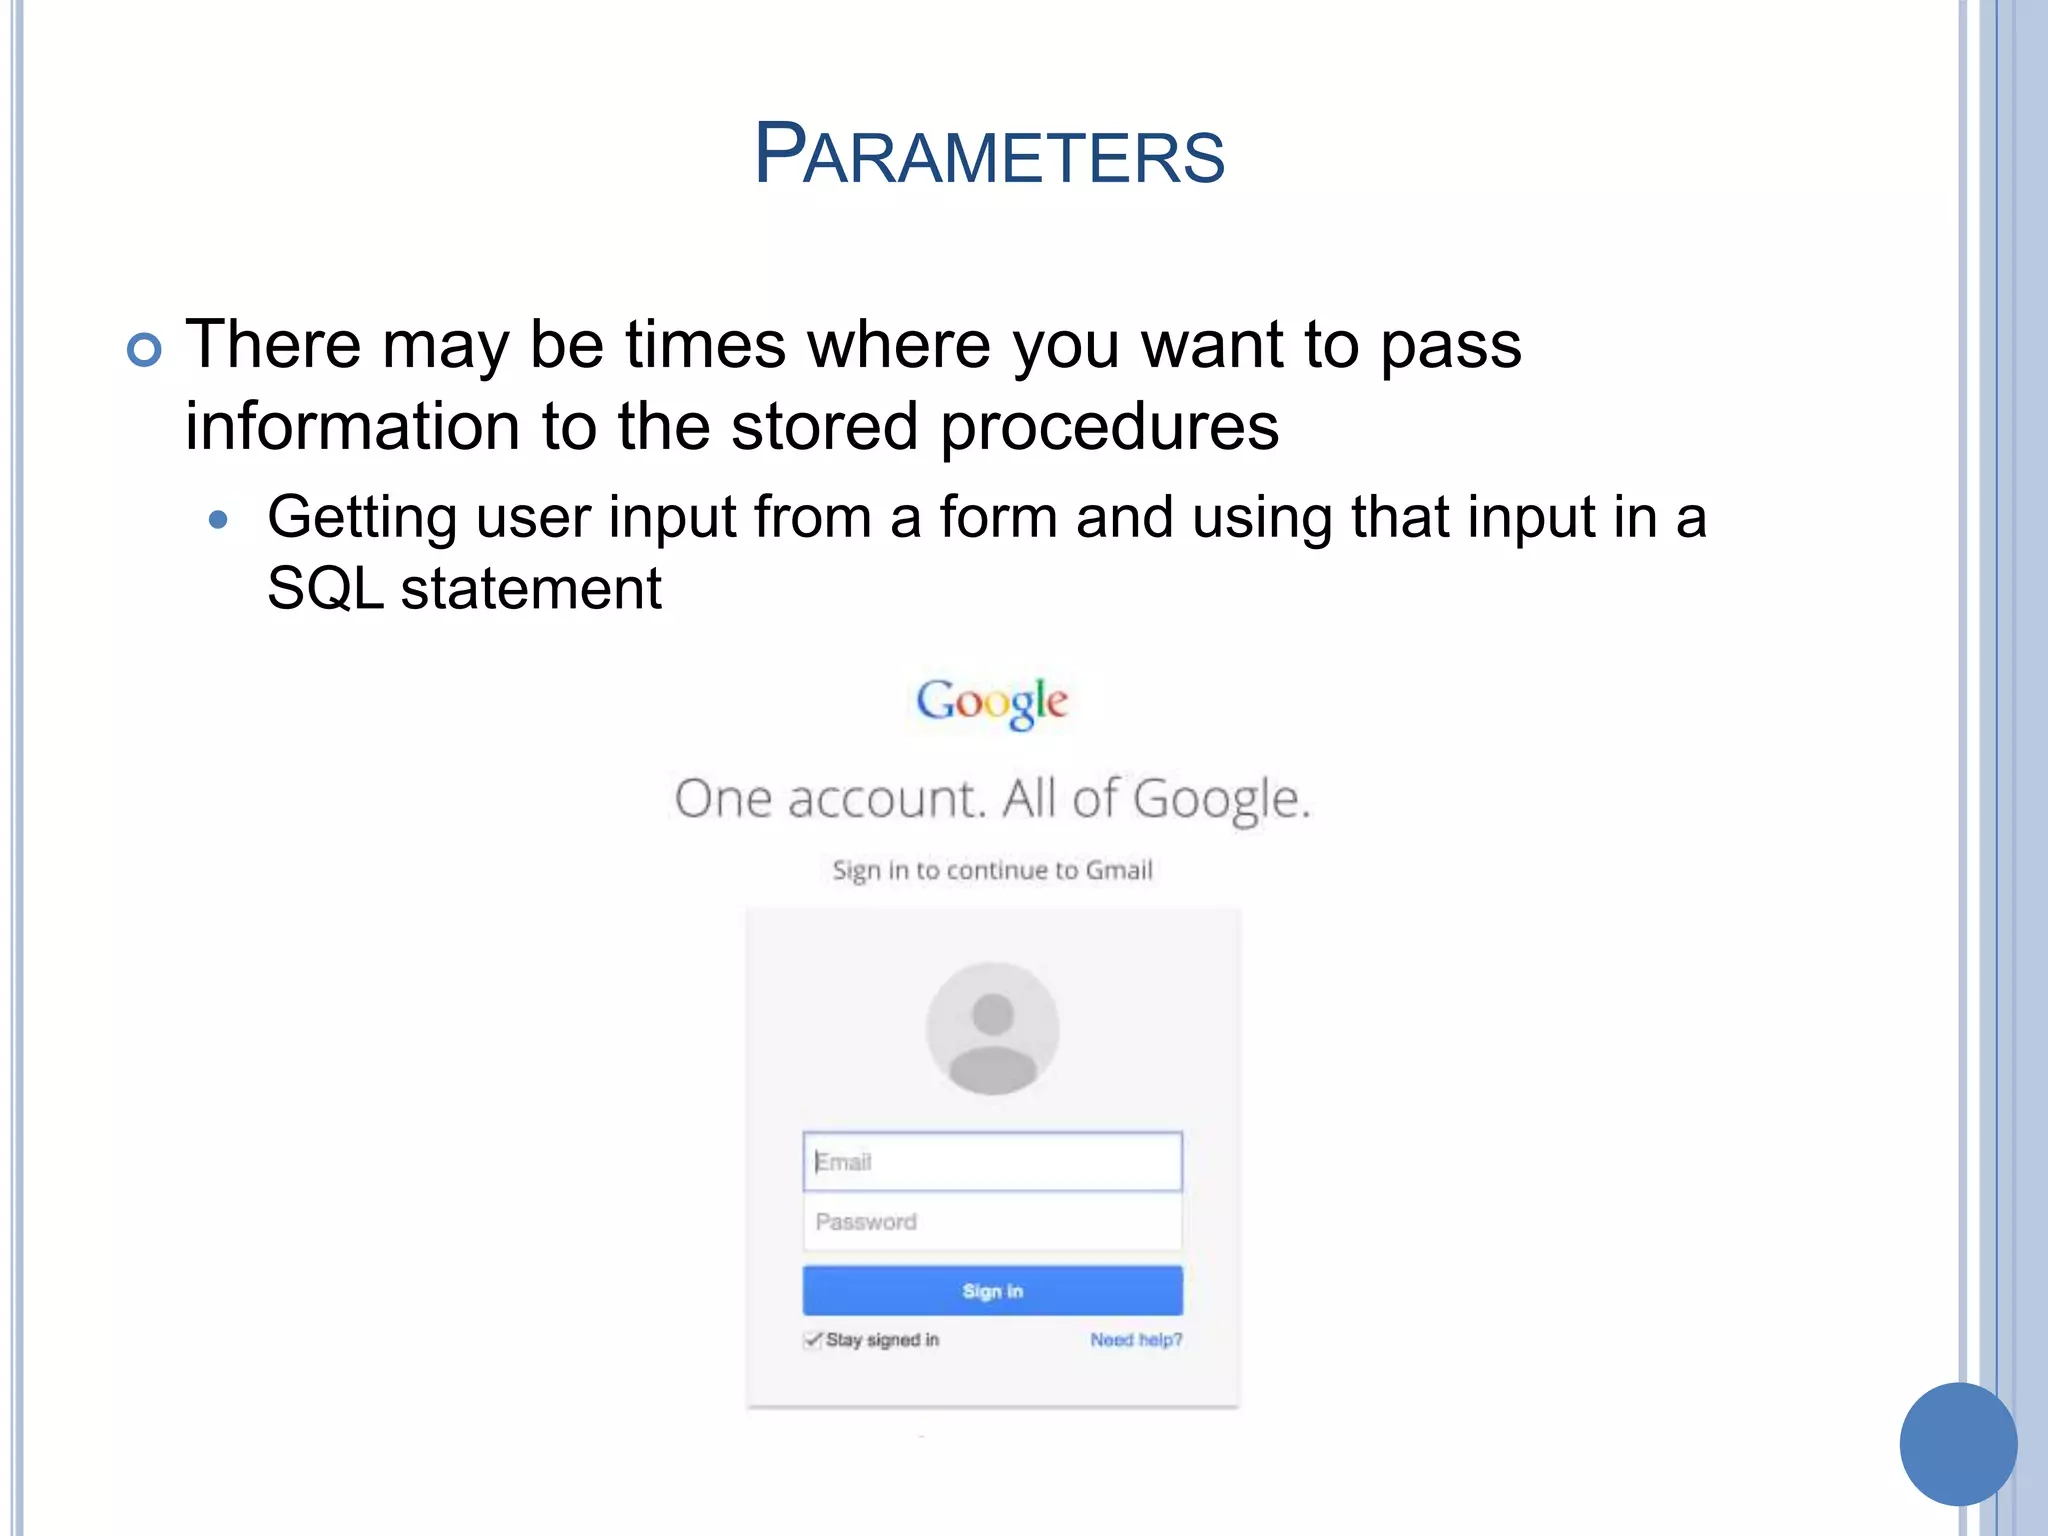 PARAMETERS
There may be times where you want to pass
information to the stored procedures
Getting user input from a form and using that input in a
SQL statement
Google
One account. All of Google.
Sign in to continue to Gmail
Email
Password
Sign in
Stay signed in Need help?